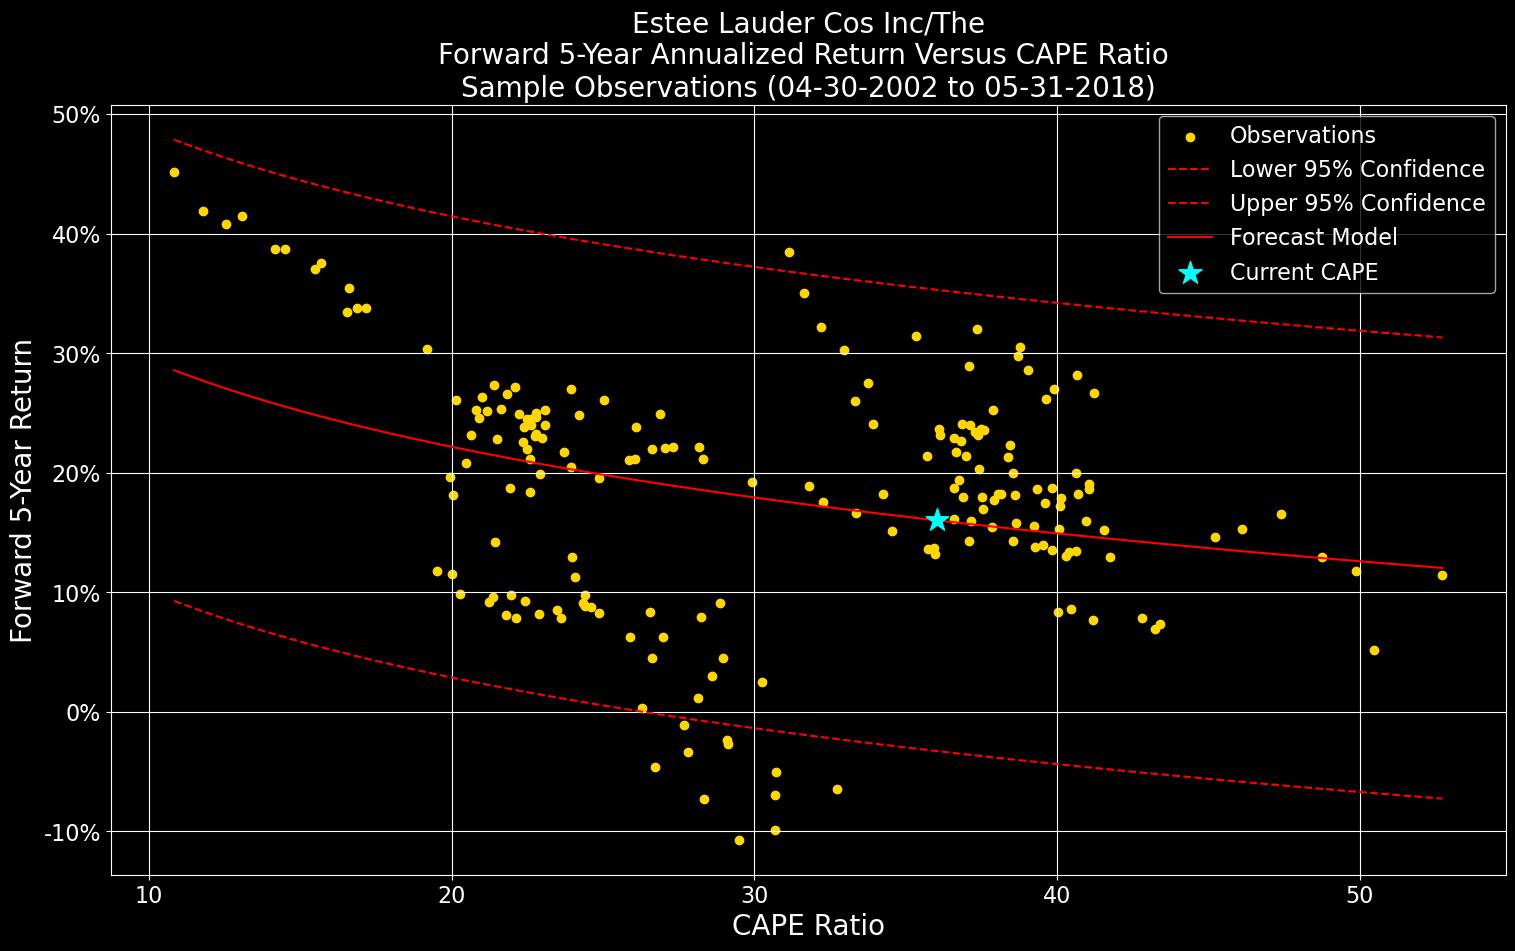 Estee Lauder Cos Inc/The
Forward 5-Year Annualized Return Versus CAPE Ratio
Sample Observations (04-30-2002 to 05-31-2018)
Observations
Lower 95% Confidence
Upper 95% Confidence
Forecast Model
Current CAPE
Forward 5-Year Return
50%
40%
30%
20%
10%
0%
-10%
10 20 30 40 50
CAPE Ratio